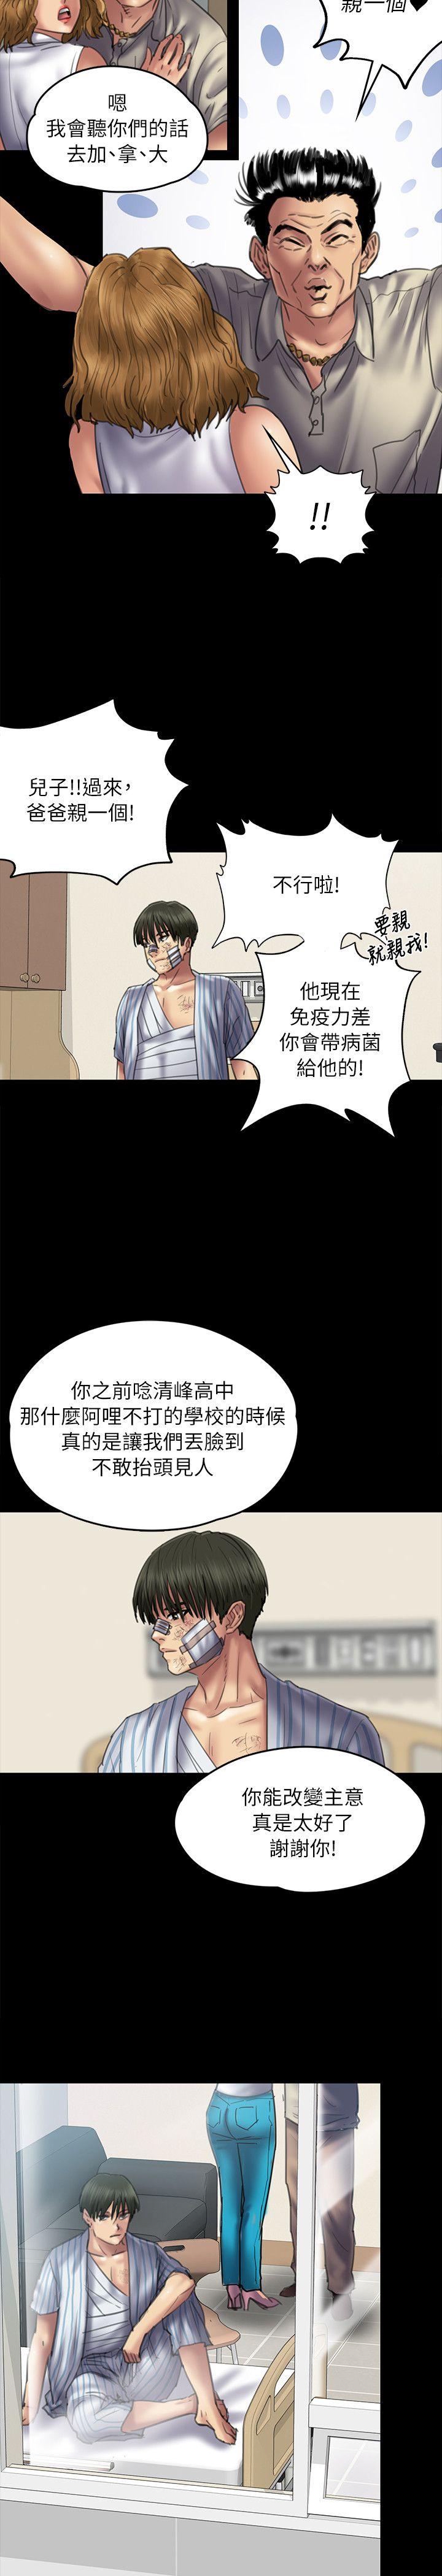 親一個♥
嗯
我會聽你們的話
去加、拿、大
!!
兒子!!過來，
爸爸親一個!
不行啦!
要親
就親我!
他現在
免疫力差
你會帶病菌
給他的!
你之前唸清峰高中
那什麼阿哩不打的學校的時候
真的是讓我們丟臉到
不敢抬頭見人
你能改變主意
真是太好了
謝謝你!